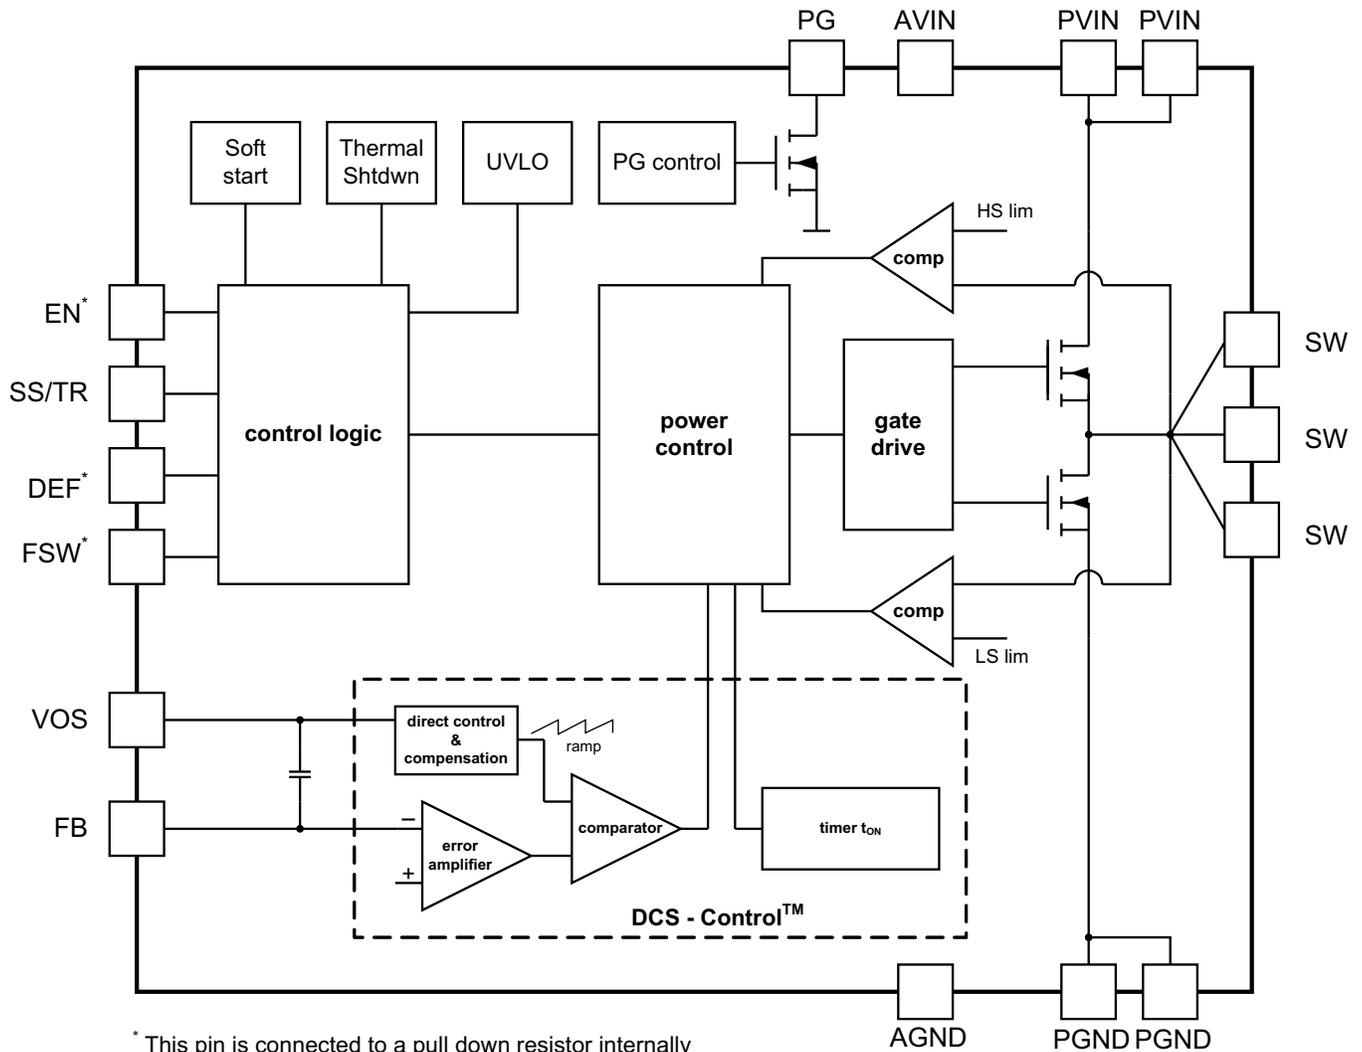 PG AVIN PVIN PVIN
Soft
start
Thermal
Shtdwn
UVLO
PG control
HS lim
comp
EN*
SS/TR
DEF*
FSW*
control logic
power
control
gate
drive
SW
SW
SW
comp
LS lim
VOS
direct control
&
compensation
ramp
FB
−
+
error
amplifier
comparator
timer tON
DCS - Control™
AGND PGND PGND
* This pin is connected to a pull down resistor internally